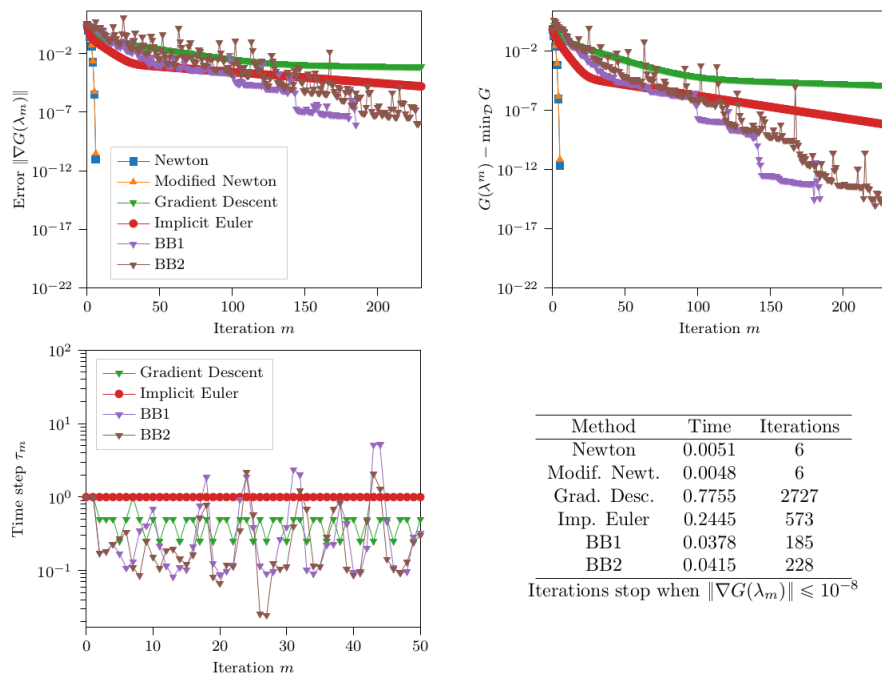 10^{-2}
10^{-7}
10^{-12}
10^{-17}
10^{-22}
Error ‖∇G(λ_m)‖
Newton
Modified Newton
Gradient Descent
Implicit Euler
BB1
BB2
0 50 100 150 200
Iteration m
10^{-2}
10^{-7}
10^{-12}
10^{-17}
10^{-22}
G(λ^m) − min_𝒟 G
0 50 100 150 200
Iteration m
10^2
10^1
10^0
10^{-1}
Time step τ_m
Gradient Descent
Implicit Euler
BB1
BB2
0 10 20 30 40 50
Iteration m
Method Time Iterations
Newton 0.0051 6
Modif. Newt. 0.0048 6
Grad. Desc. 0.7755 2727
Imp. Euler 0.2445 573
BB1 0.0378 185
BB2 0.0415 228
Iterations stop when ‖∇G(λ_m)‖ ⩽ 10^{-8}